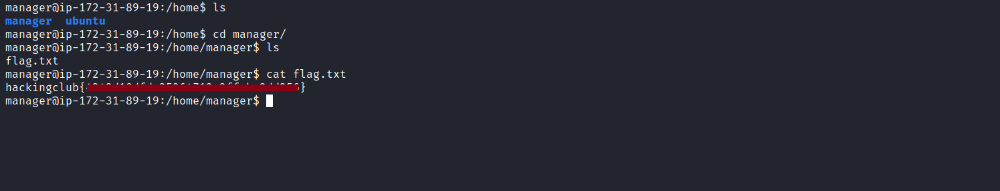 manager@ip-172-31-89-19:/home$ ls
manager  ubuntu
manager@ip-172-31-89-19:/home$ cd manager/
manager@ip-172-31-89-19:/home/manager$ ls
flag.txt
manager@ip-172-31-89-19:/home/manager$ cat flag.txt
hackingclub{}
manager@ip-172-31-89-19:/home/manager$